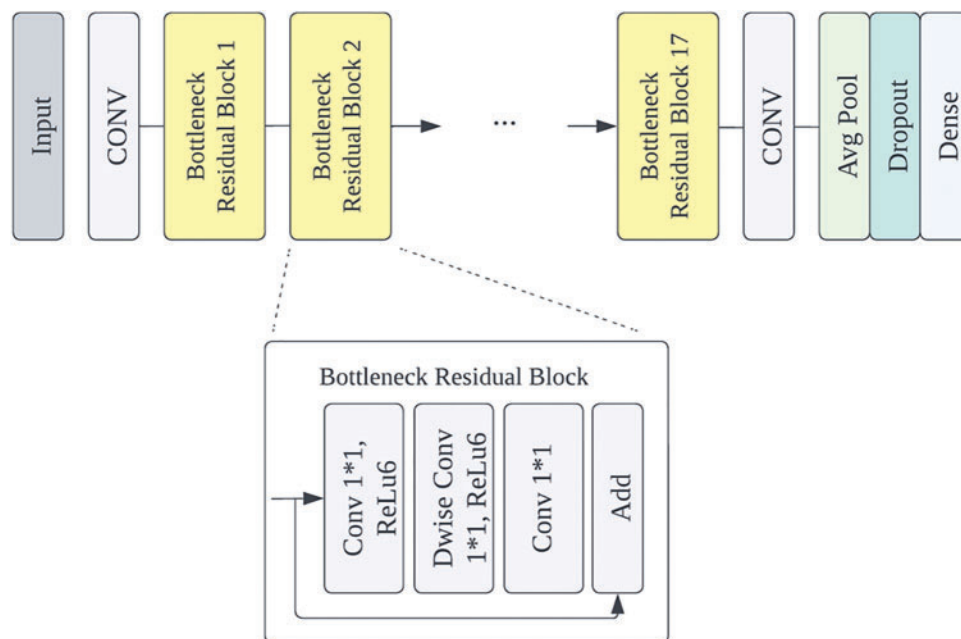 Input
CONV
Bottleneck
Residual Block 1
Bottleneck
Residual Block 2
...
Bottleneck
Residual Block 17
CONV
Avg Pool
Dropout
Dense
Bottleneck Residual Block
Conv 1*1,
ReLu6
Dwise Conv
1*1, ReLu6
Conv 1*1
Add